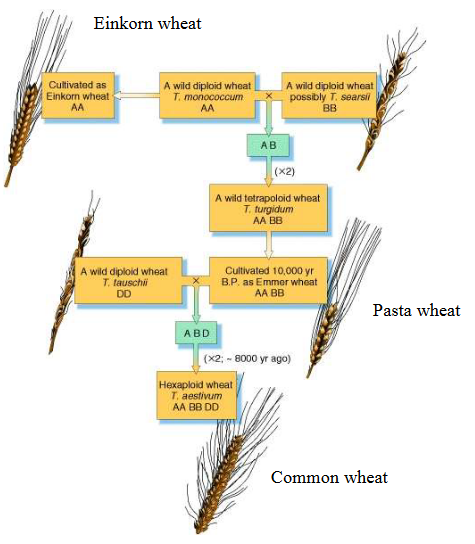 Einkorn wheat
Cultivated as
Einkorn wheat
AA
A wild diploid wheat
T. monococcum
AA
×
A wild diploid wheat
possibly T. searsii
BB
A B
(×2)
A wild tetrapoloid wheat
T. turgidum
AA BB
A wild diploid wheat
T. tauschii
DD
×
Cultivated 10,000 yr
B.P. as Emmer wheat
AA BB
Pasta wheat
A B D
(×2; ~ 8000 yr ago)
Hexaploid wheat
T. aestivum
AA BB DD
Common wheat